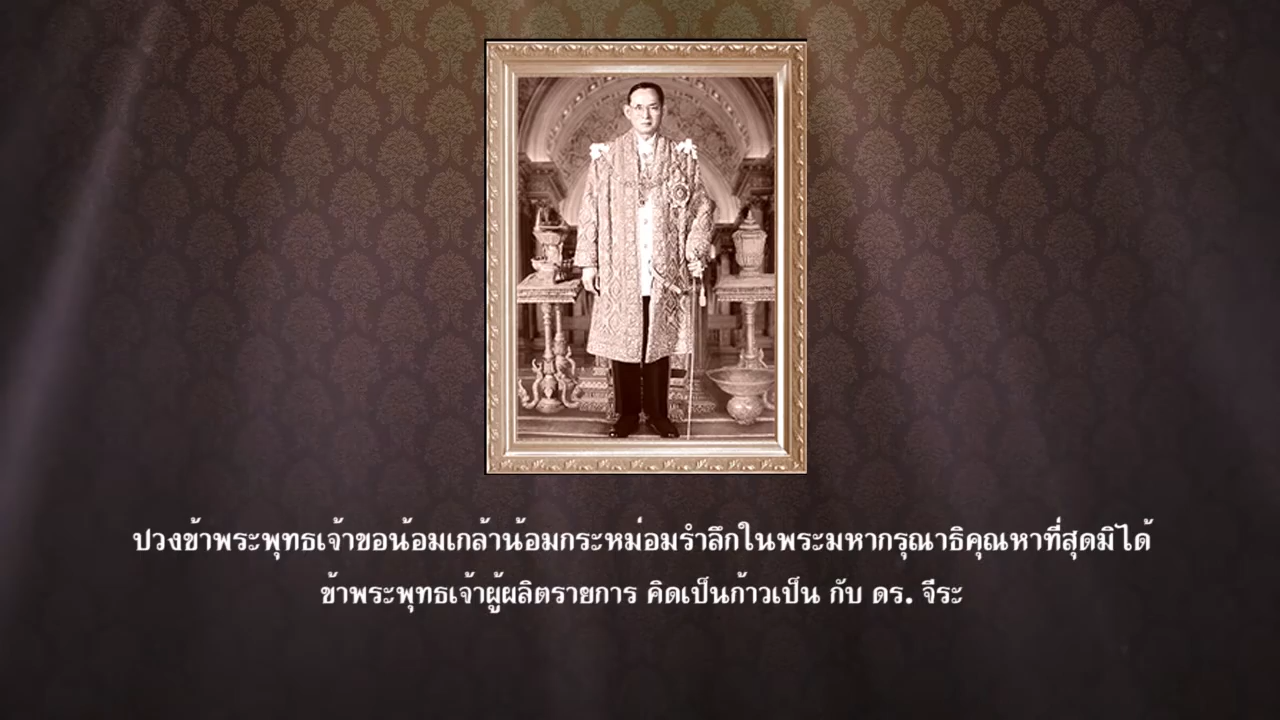 ปวงข้าพระพุทธเจ้าขอน้อมเกล้าน้อมกระหม่อมรำลึกในพระมหากรุณาธิคุณหาที่สุดมิได้
ข้าพระพุทธเจ้าผู้ผลิตรายการ คิดเป็นก้าวเป็น กับ ดร. จีระ